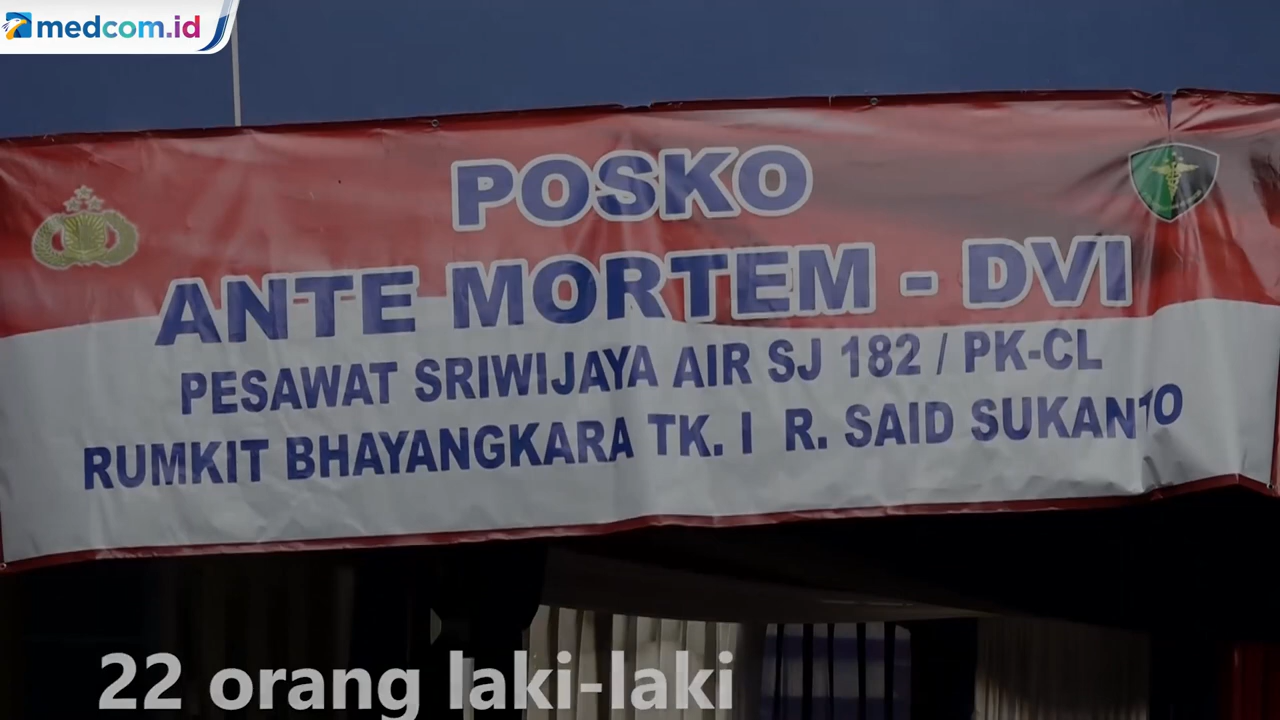 medcom.id
POSKO
ANTE MORTEM - DVI
PESAWAT SRIWIJAYA AIR SJ 182 / PK-CL
RUMKIT BHAYANGKARA TK. I R. SAID SUKANTO
22 orang laki-laki